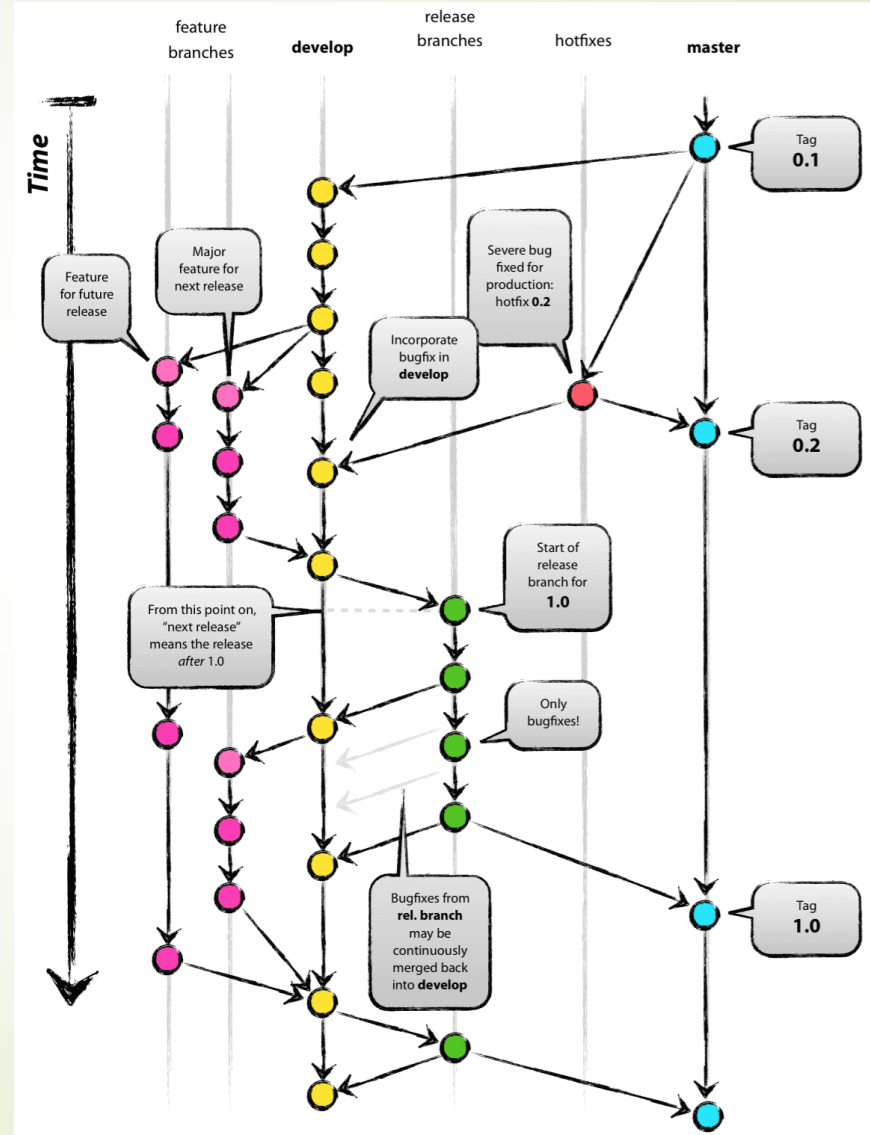 feature
branches
develop
release
branches
hotfixes
master
Time
Tag
0.1
Major
feature for
next release
Severe bug
fixed for
production:
hotfix 0.2
Feature
for future
release
Incorporate
bugfix in
develop
Tag
0.2
Start of
release
branch for
1.0
From this point on,
“next release”
means the release
after 1.0
Only
bugfixes!
Bugfixes from
rel. branch
may be
continuously
merged back
into develop
Tag
1.0